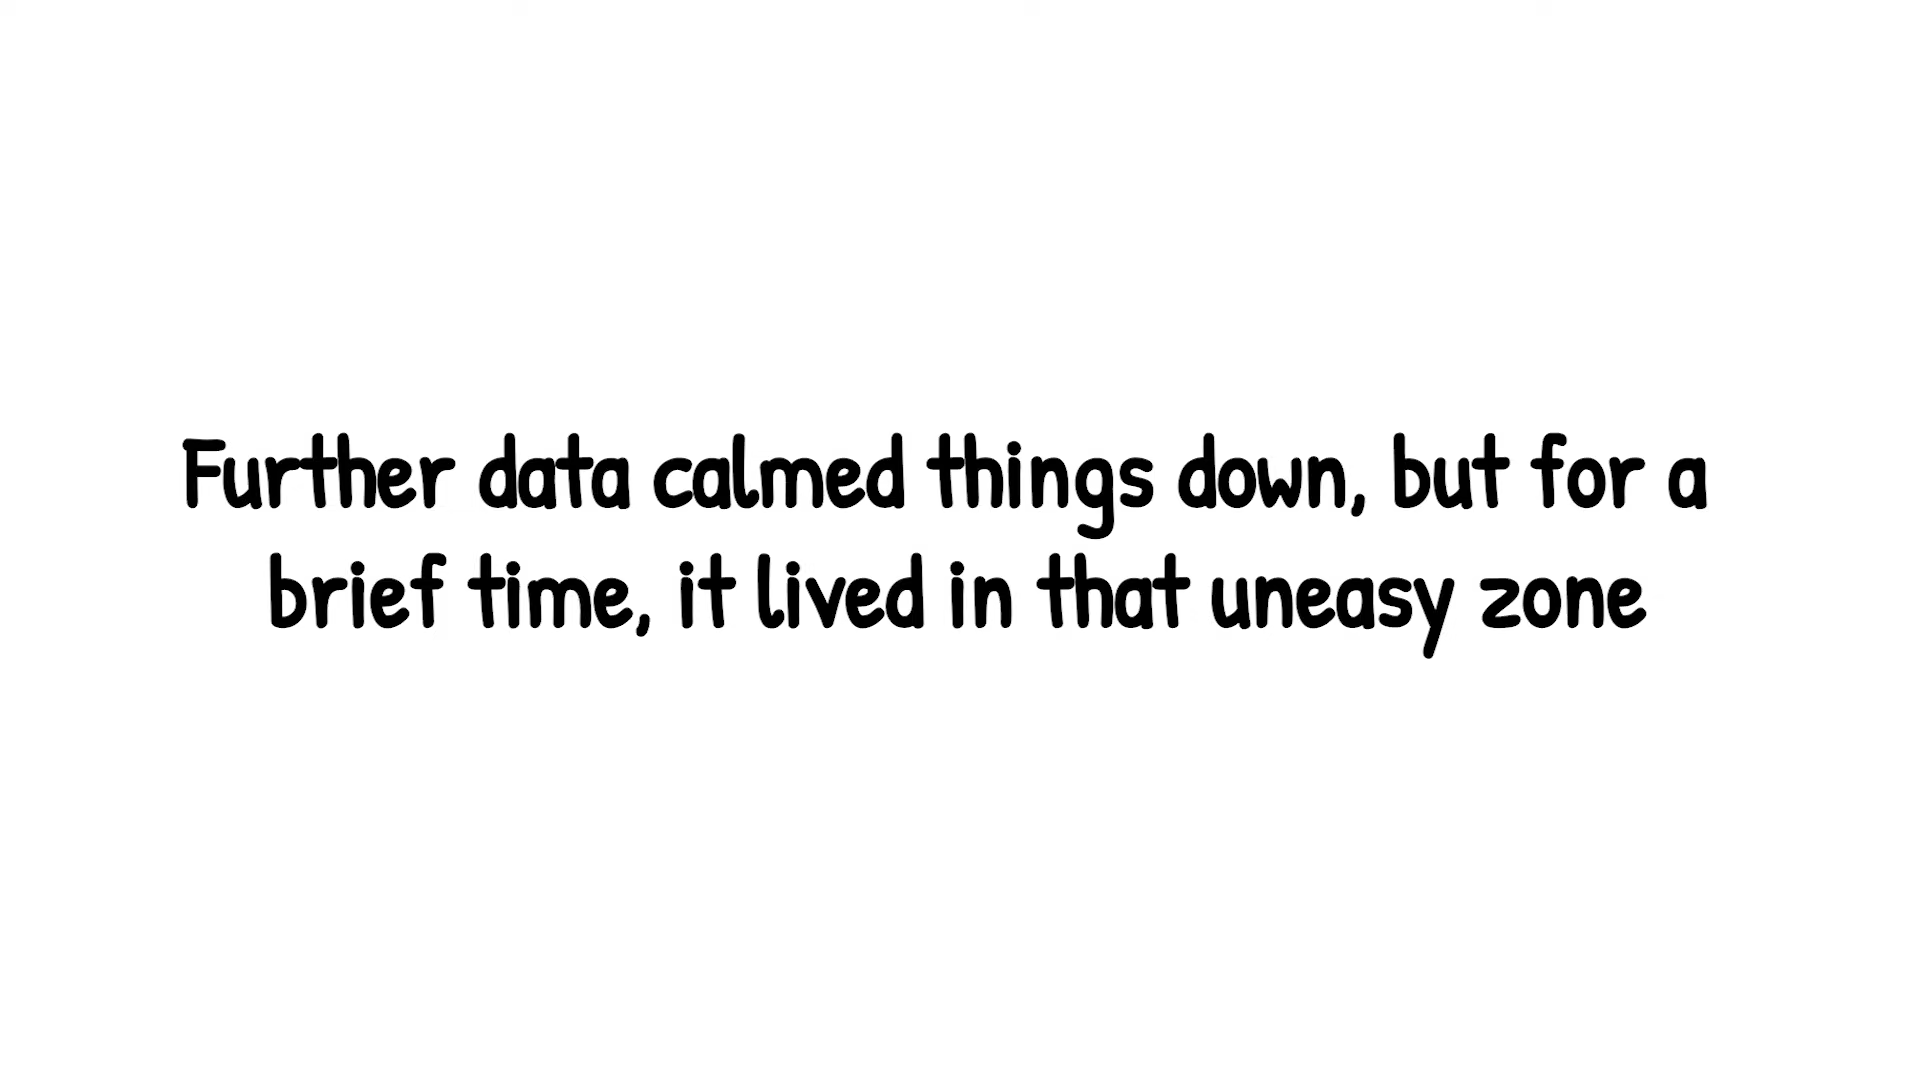 Further data calmed things down, but for a
brief time, it lived in that uneasy zone